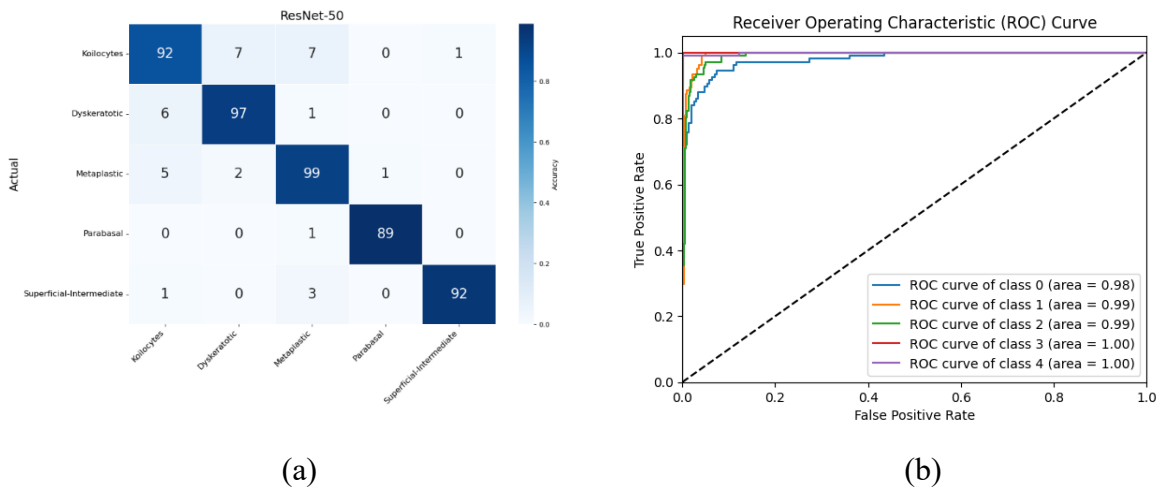 ResNet-50
Actual
Koilocytes
92 7 7 0 1
Dyskeratotic
6 97 1 0 0
Metaplastic
5 2 99 1 0
Parabasal
0 0 1 89 0
Superficial-Intermediate
1 0 3 0 92
Koilocytes
Dyskeratotic
Metaplastic
Parabasal
Superficial-Intermediate
0.8
0.6
0.4
0.2
0.0
Accuracy
(a)
Receiver Operating Characteristic (ROC) Curve
True Positive Rate
1.0
0.8
0.6
0.4
0.2
0.0
ROC curve of class 0 (area = 0.98)
ROC curve of class 1 (area = 0.99)
ROC curve of class 2 (area = 0.99)
ROC curve of class 3 (area = 1.00)
ROC curve of class 4 (area = 1.00)
0.0 0.2 0.4 0.6 0.8 1.0
False Positive Rate
(b)